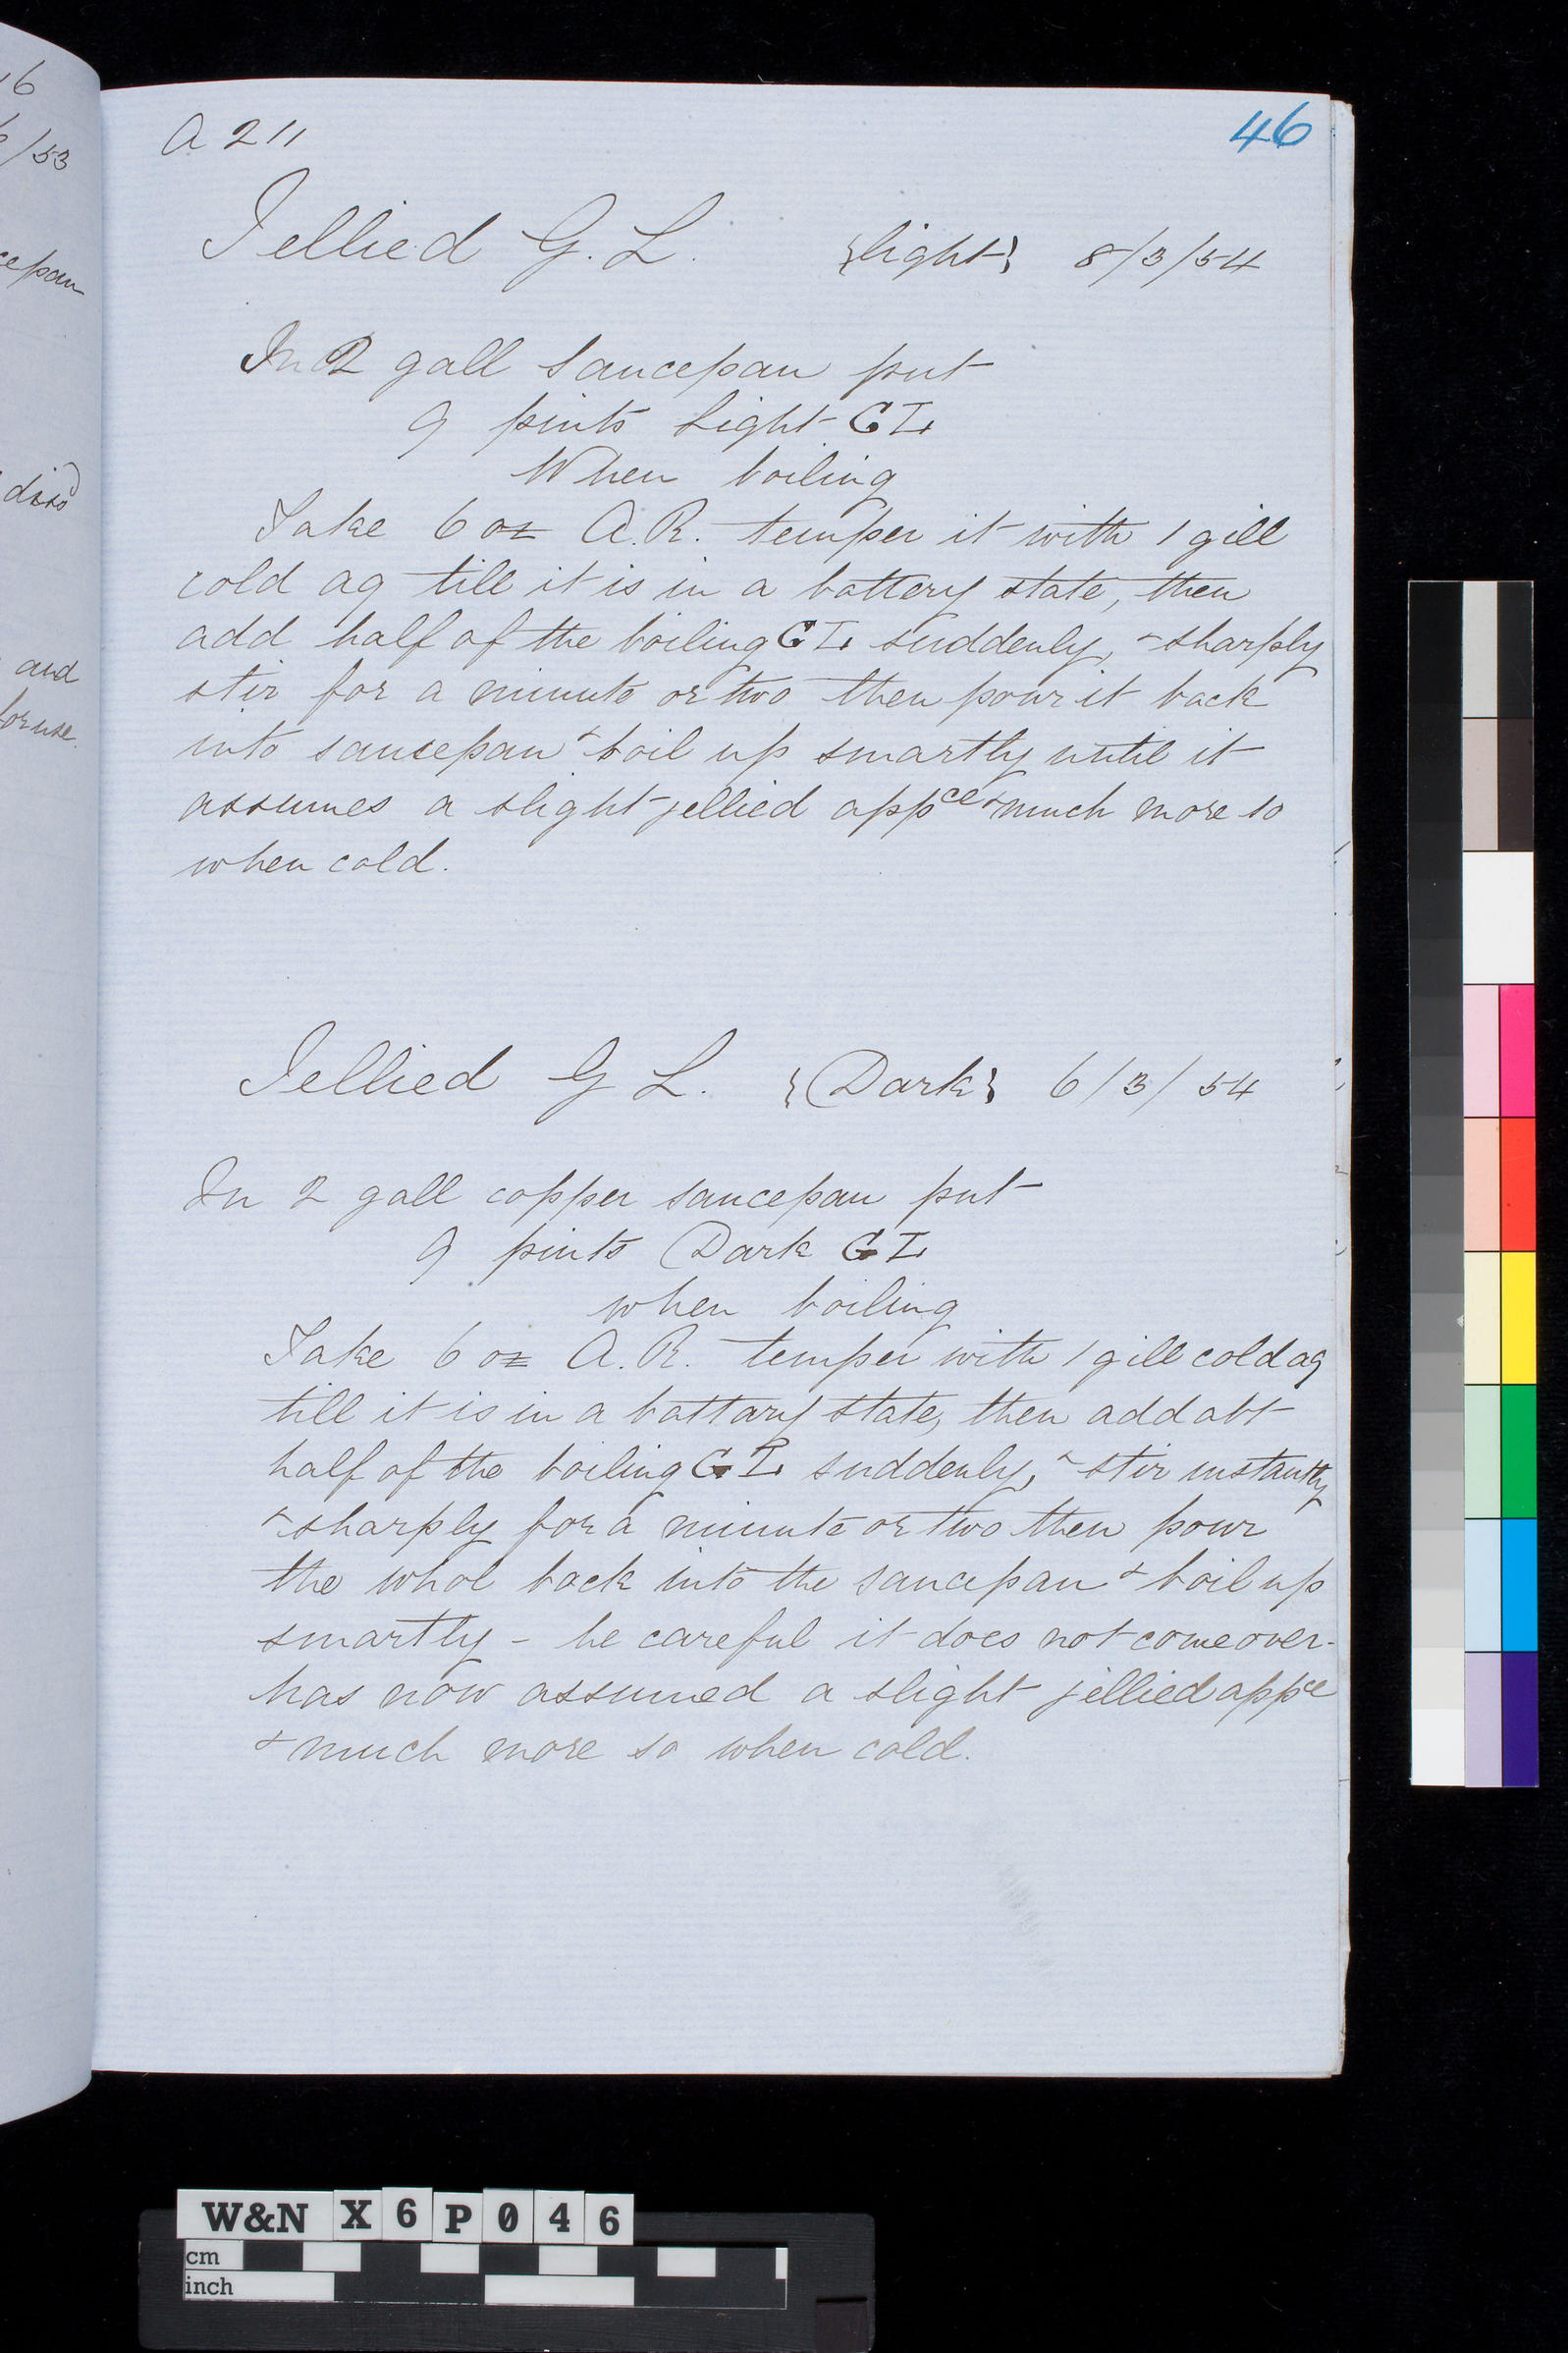 16
/53
cepan
diss
and
for use.
A 211
46
Jellied G. L. {light} 8/3/54
In 2 gall saucepan put
9 pints Light GL
When boiling
Take 6 oz A.R. temper it with 1 gill
cold aq till it is in a battery state, then
add half of the boiling GL suddenly, & sharply
stir for a minute or two then pour it back
into saucepan & boil up smartly until it
assumes a slight jellied appce & much more so
when cold.
Jellied G L. {Dark} 6/3/54
In 2 gall copper saucepan put
9 pints Dark GL
when boiling
Take 6 oz A.R. temper with 1 gill cold aq
till it is in a battary state, then add abt
half of the boiling GL suddenly, & stir instantly
& sharply for a minute or two then pour
the whol back into the saucepan & boil up
smartly - be careful it does not come over -
has now assumed a slight jellied appce
& much more so when cold.
W&N X6P046
cm
inch